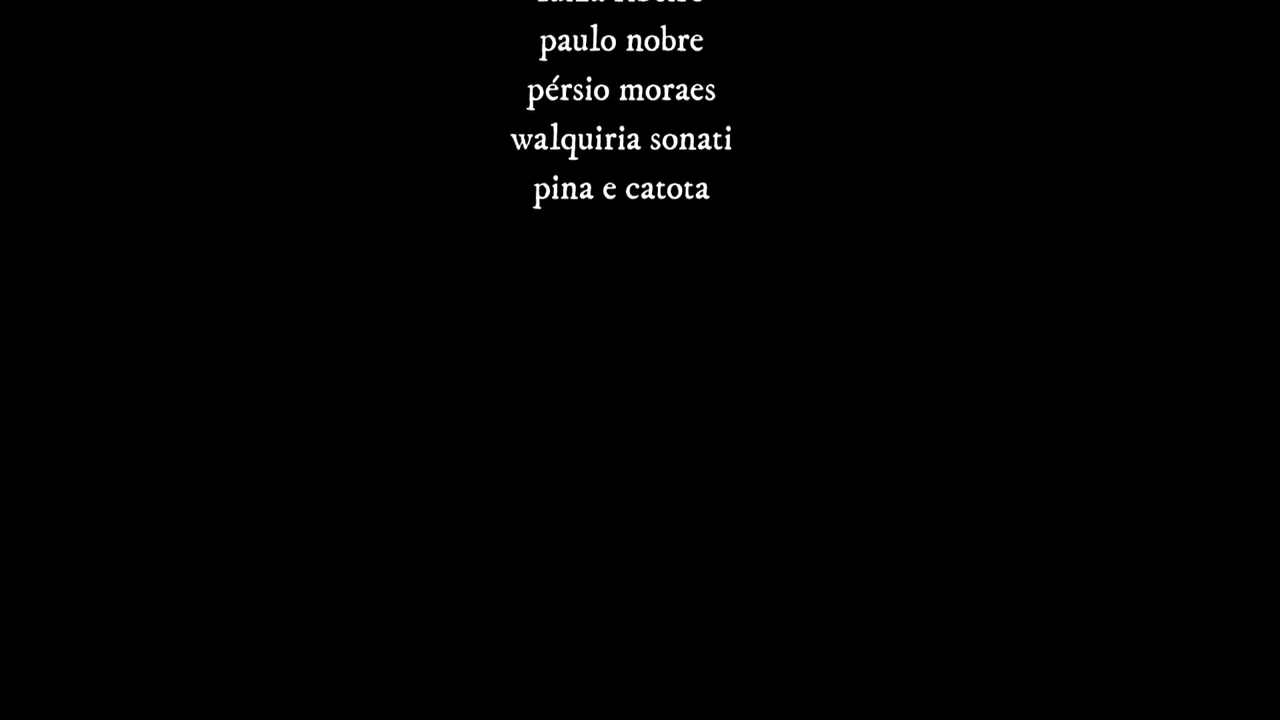 paulo nobre
pérsio moraes
walquiria sonati
pina e catota